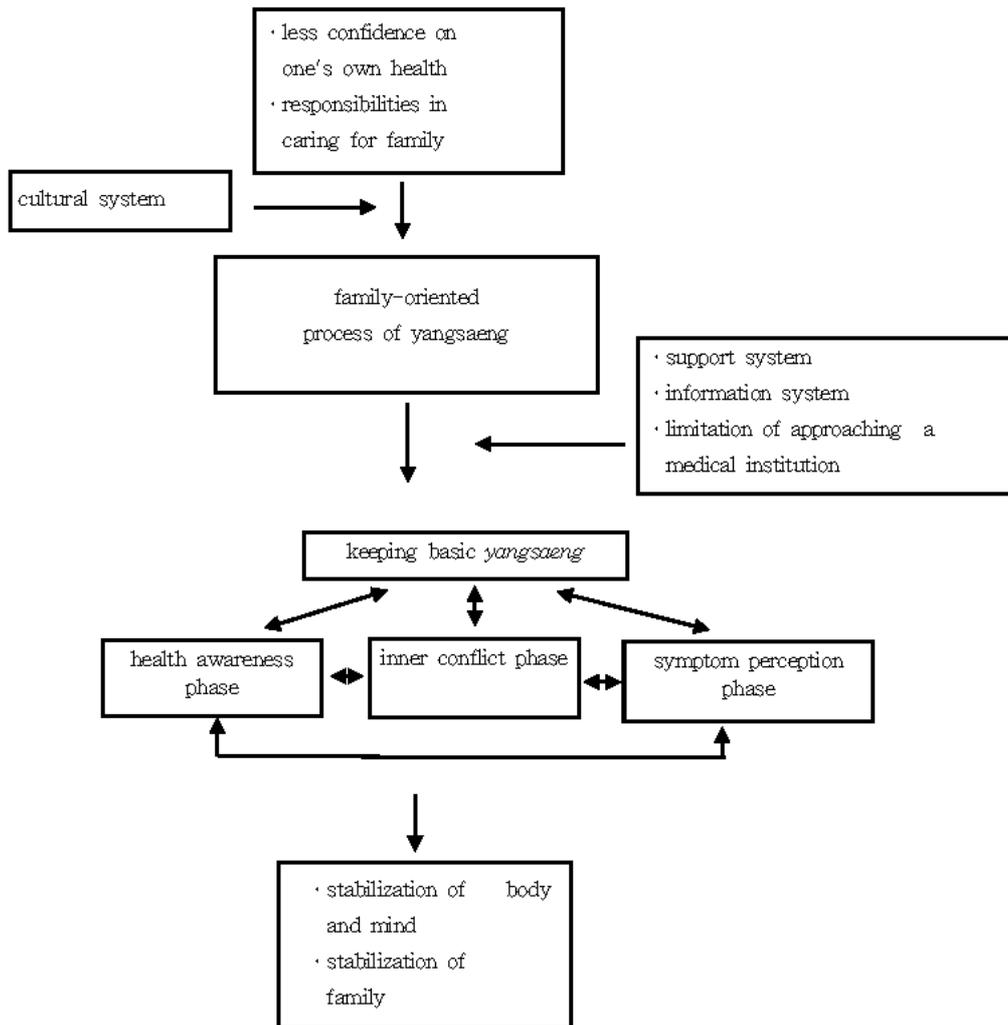 · less confidence on
one's own health
· responsibilities in
caring for family
cultural system
family-oriented
process of yangsaeng
· support system
· information system
· limitation of approaching a
medical institution
keeping basic yangsaeng
health awareness
phase
inner conflict phase
symptom perception
phase
· stabilization of body
and mind
· stabilization of
family